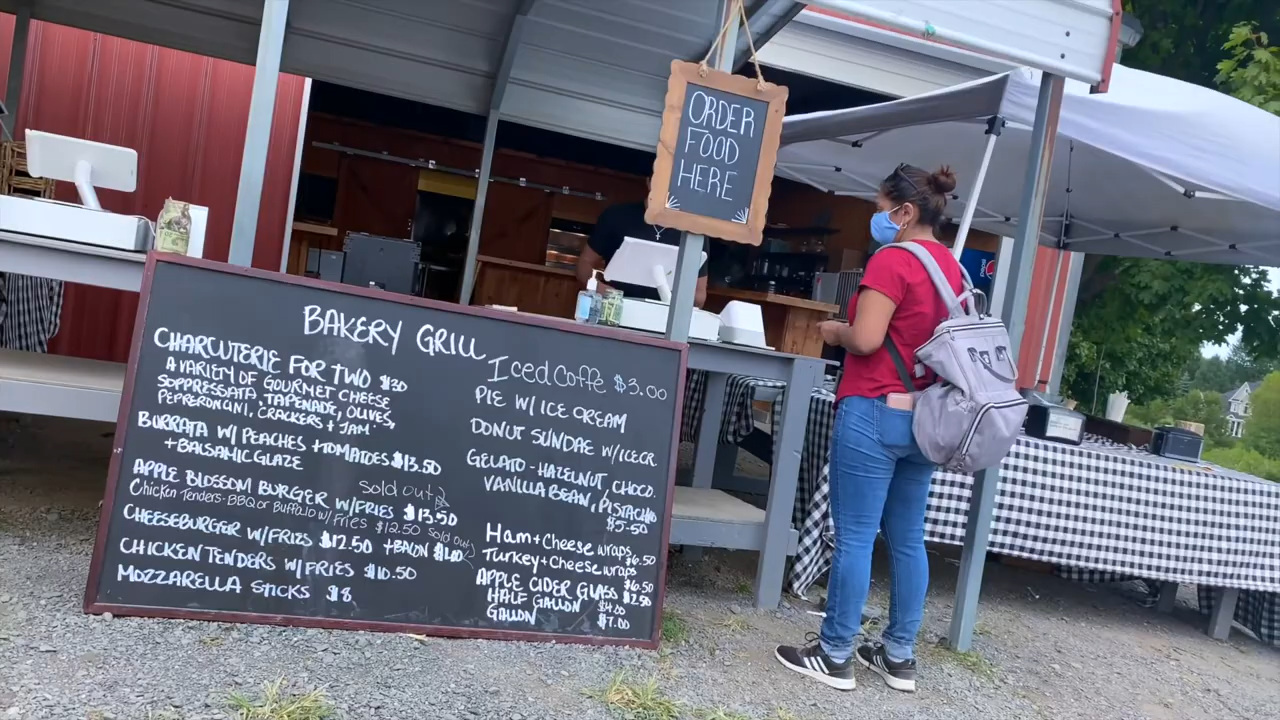 ORDER
FOOD
HERE
BAKERY GRILL
CHARCUTERIE FOR TWO $30
A VARIETY OF GOURMET CHEESE
SOPPRESSATA, TAPENADE, OLIVES,
PEPPERONCINI, CRACKERS + JAM
BURRATA W/ PEACHES + TOMATOES $13.50
+ BALSAMIC GLAZE
Sold out
APPLE BLOSSOM BURGER W/FRIES $13.50
Chicken Tenders - BBQ or Buffalo w/ Fries $12.50 Sold out
CHEESEBURGER W/FRIES $12.50 +BACON $1.00
CHICKEN TENDERS W/FRIES $10.50
MOZZARELLA STICKS $8
Iced Coffe $3.00
PIE W/ ICE CREAM
DONUT SUNDAE W/ICECR
GELATO - HAZELNUT, CHOCO.
VANILLA BEAN, PISTACHIO
$5.50
Ham + Cheese wraps $6.50
Turkey + Cheese wraps $6.50
APPLE CIDER GLASS $2.50
HALF GALLON $4.00
GALLON $7.00
pepsi